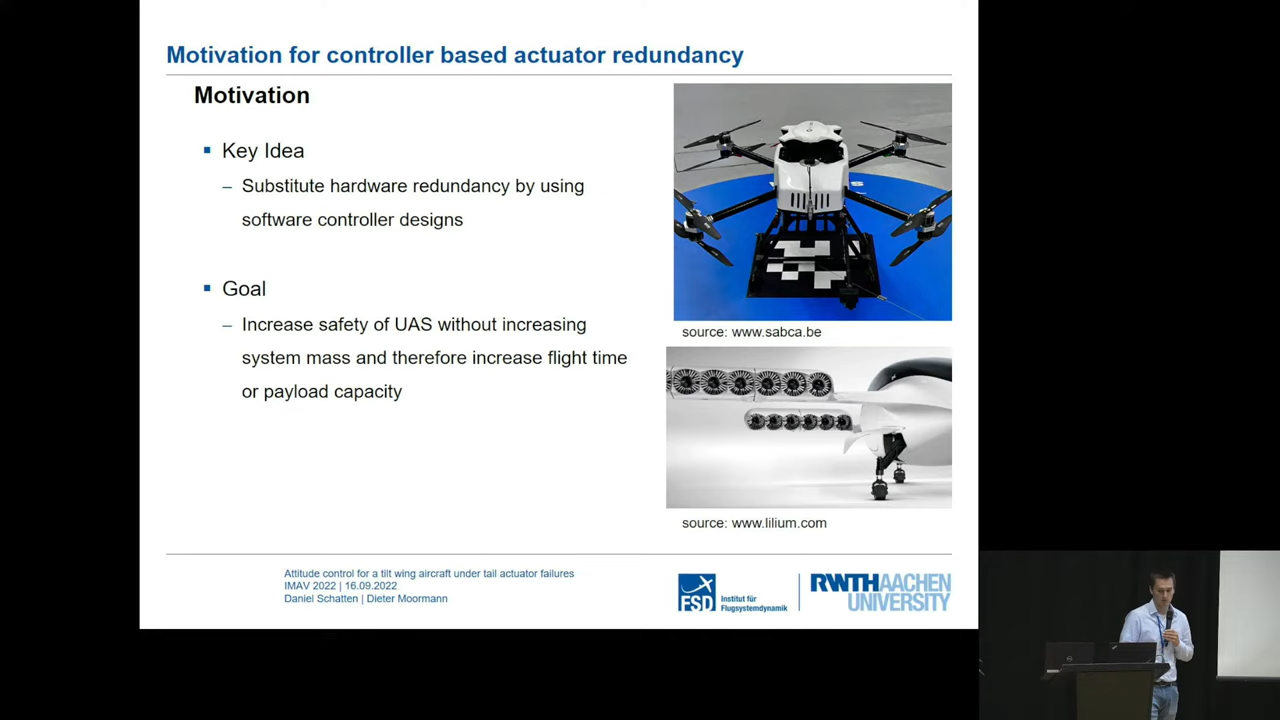 Motivation for controller based actuator redundancy
Motivation
Key Idea
– Substitute hardware redundancy by using
software controller designs
Goal
– Increase safety of UAS without increasing
system mass and therefore increase flight time
or payload capacity
source: www.sabca.be
source: www.lilium.com
Attitude control for a tilt wing aircraft under tail actuator failures
IMAV 2022 | 16.09.2022
Daniel Schatten | Dieter Moormann
FSD
Institut für
Flugsystemdynamik
RWTHAACHEN
UNIVERSITY